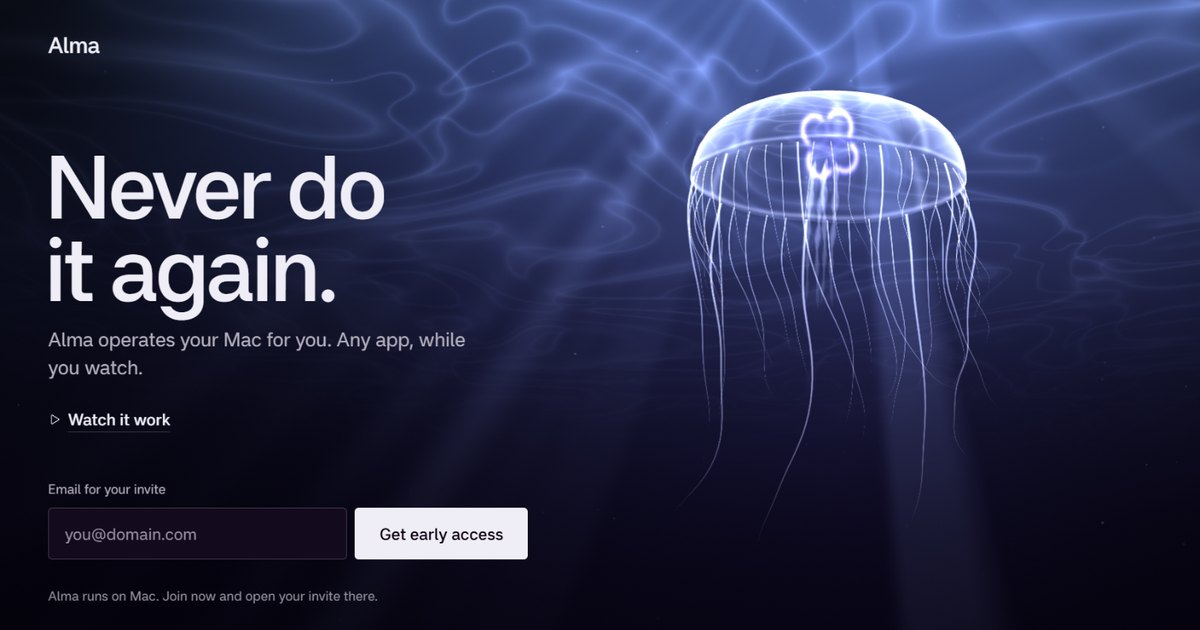 Alma
Never do
it again.
Alma operates your Mac for you. Any app, while
you watch.
Watch it work
Email for your invite
you@domain.com
Get early access
Alma runs on Mac. Join now and open your invite there.